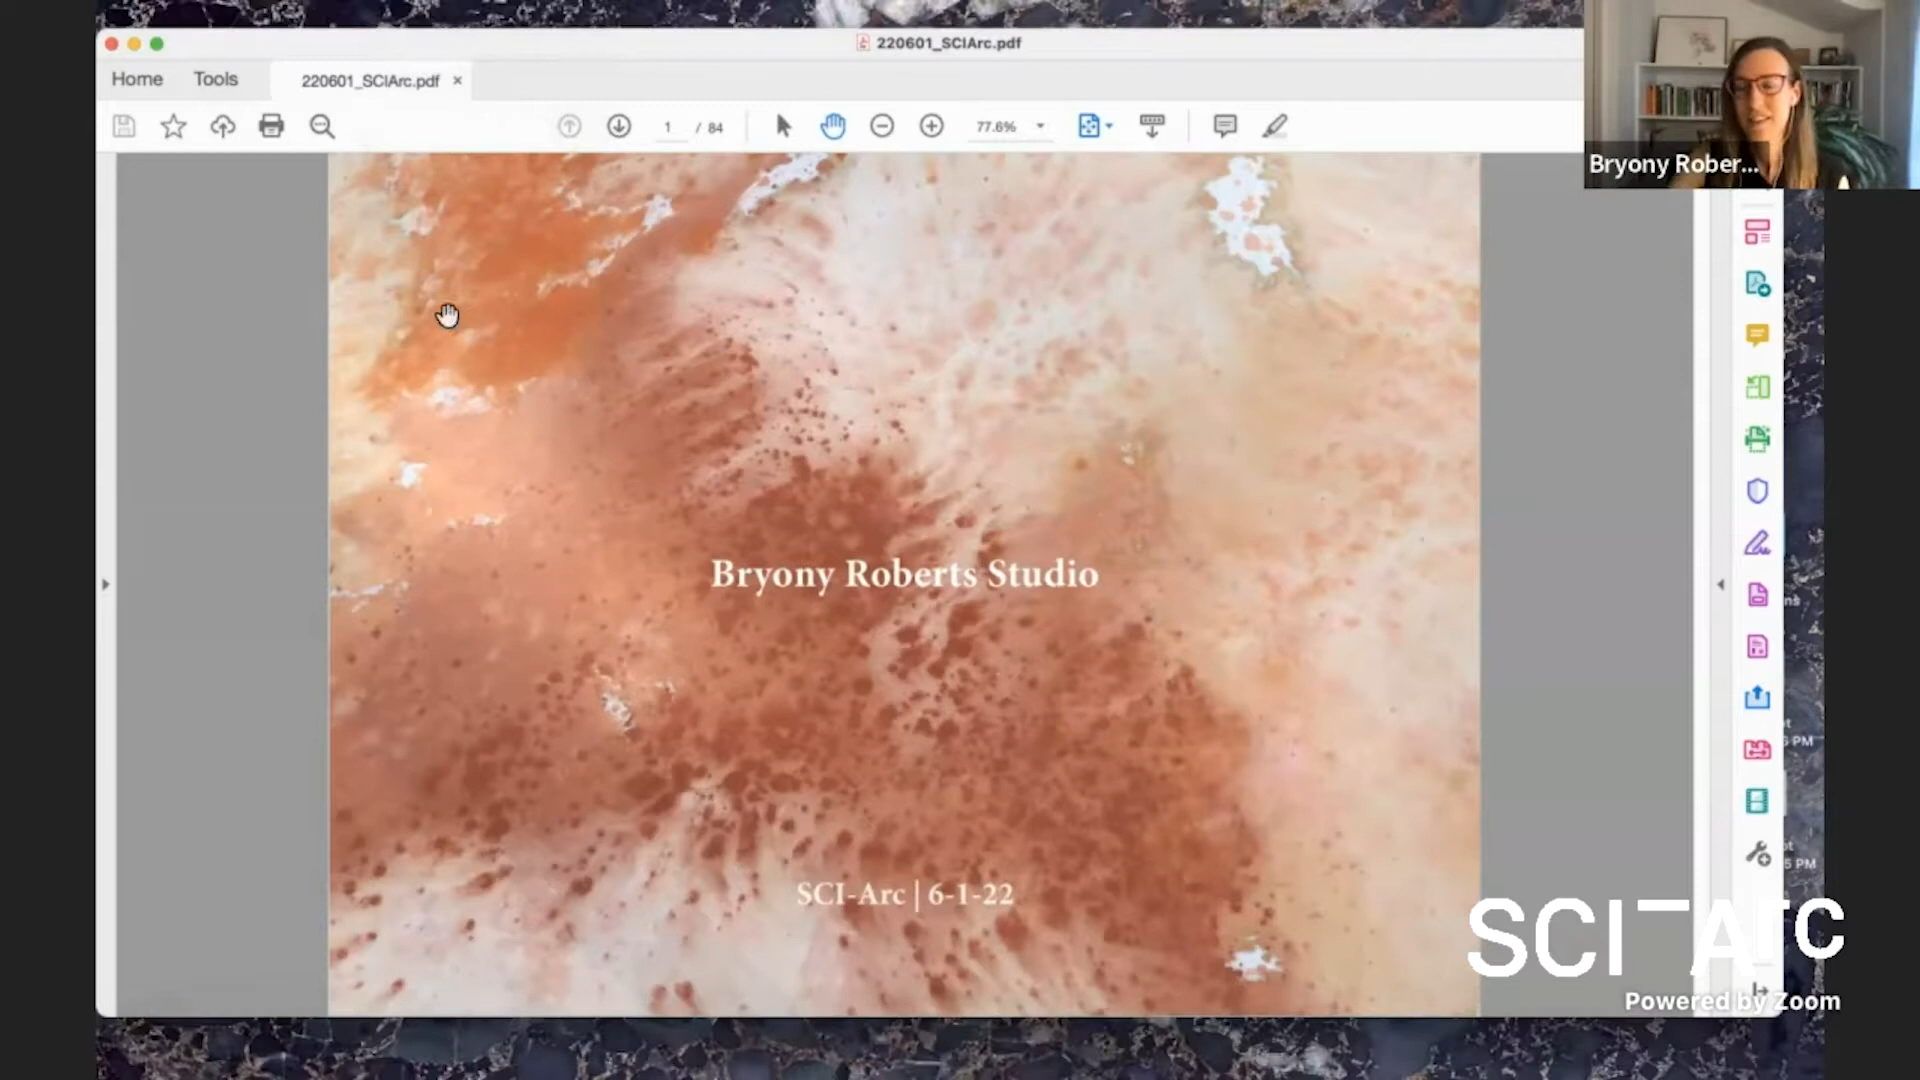 220601_SCIArc.pdf
Home Tools 220601_SCIArc.pdf ×
1 / 84 77.6%
Bryony Rober...
Bryony Roberts Studio
SCI-Arc | 6-1-22
SCI-Arc
Powered by Zoom